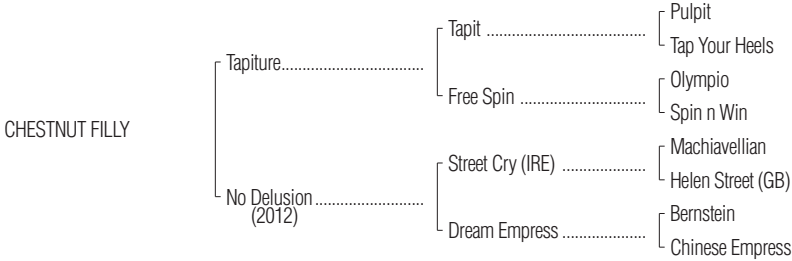 CHESTNUT FILLY
Tapiture
No Delusion
(2012)
Tapit
Free Spin
Street Cry (IRE)
Dream Empress
Pulpit
Tap Your Heels
Olympio
Spin n Win
Machiavellian
Helen Street (GB)
Bernstein
Chinese Empress